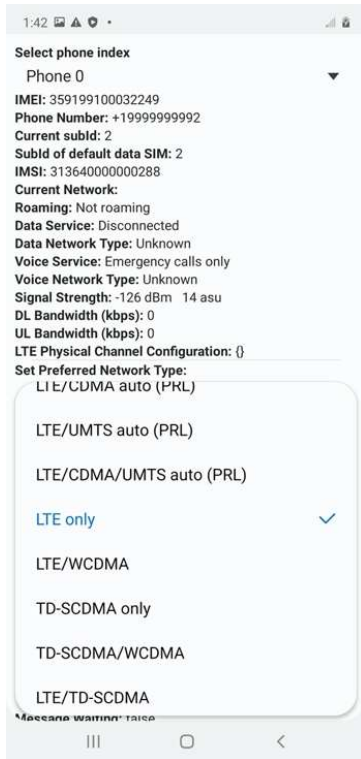 1:42
Select phone index
Phone 0
IMEI: 359199100032249
Phone Number: +19999999992
Current subId: 2
SubId of default data SIM: 2
IMSI: 313640000000288
Current Network:
Roaming: Not roaming
Data Service: Disconnected
Data Network Type: Unknown
Voice Service: Emergency calls only
Voice Network Type: Unknown
Signal Strength: -126 dBm 14 asu
DL Bandwidth (kbps): 0
UL Bandwidth (kbps): 0
LTE Physical Channel Configuration: {}
Set Preferred Network Type:
LTE/CDMA auto (PRL)
LTE/UMTS auto (PRL)
LTE/CDMA/UMTS auto (PRL)
LTE only
LTE/WCDMA
TD-SCDMA only
TD-SCDMA/WCDMA
LTE/TD-SCDMA
Message Waiting: false